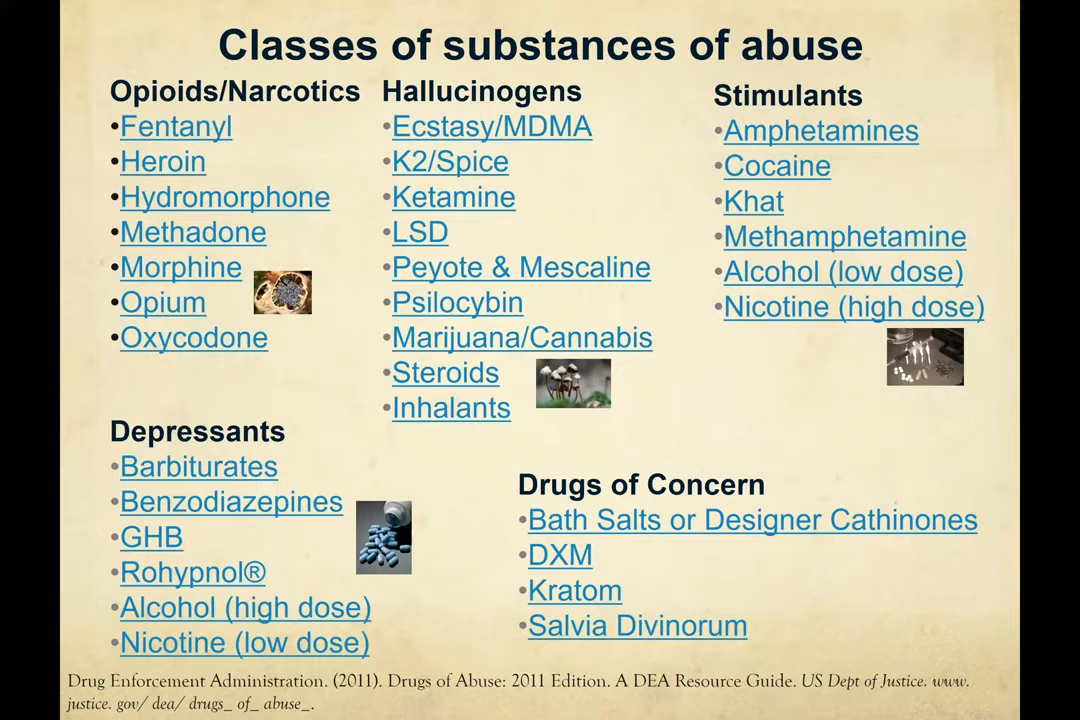 Classes of substances of abuse
Opioids/Narcotics
•Fentanyl
•Heroin
•Hydromorphone
•Methadone
•Morphine
•Opium
•Oxycodone
Hallucinogens
•Ecstasy/MDMA
•K2/Spice
•Ketamine
•LSD
•Peyote & Mescaline
•Psilocybin
•Marijuana/Cannabis
•Steroids
•Inhalants
Stimulants
•Amphetamines
•Cocaine
•Khat
•Methamphetamine
•Alcohol (low dose)
•Nicotine (high dose)
Depressants
•Barbiturates
•Benzodiazepines
•GHB
•Rohypnol®
•Alcohol (high dose)
•Nicotine (low dose)
Drugs of Concern
•Bath Salts or Designer Cathinones
•DXM
•Kratom
•Salvia Divinorum
Drug Enforcement Administration. (2011). Drugs of Abuse: 2011 Edition. A DEA Resource Guide. US Dept of Justice. www.
justice. gov/ dea/ drugs_ of_ abuse_.